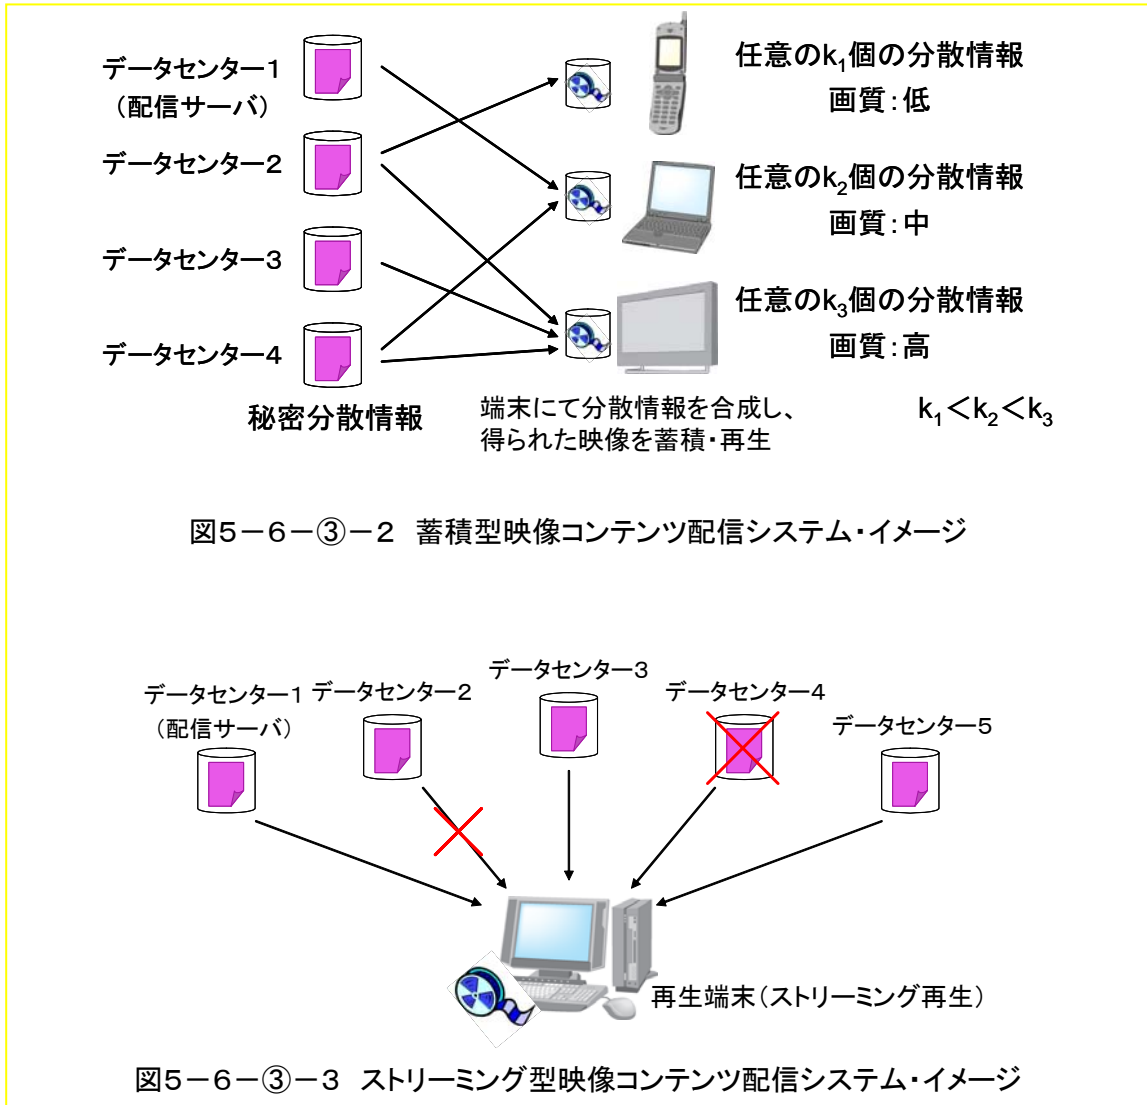 データセンター1
(配信サーバ)
データセンター2
データセンター3
データセンター4
秘密分散情報
任意のk₁個の分散情報
画質:低
任意のk₂個の分散情報
画質:中
任意のk₃個の分散情報
画質:高
端末にて分散情報を合成し、
得られた映像を蓄積・再生
k₁<k₂<k₃
図5-6-③-2 蓄積型映像コンテンツ配信システム・イメージ
データセンター1
(配信サーバ)
データセンター2
データセンター3
データセンター4
データセンター5
再生端末(ストリーミング再生)
図5-6-③-3 ストリーミング型映像コンテンツ配信システム・イメージ